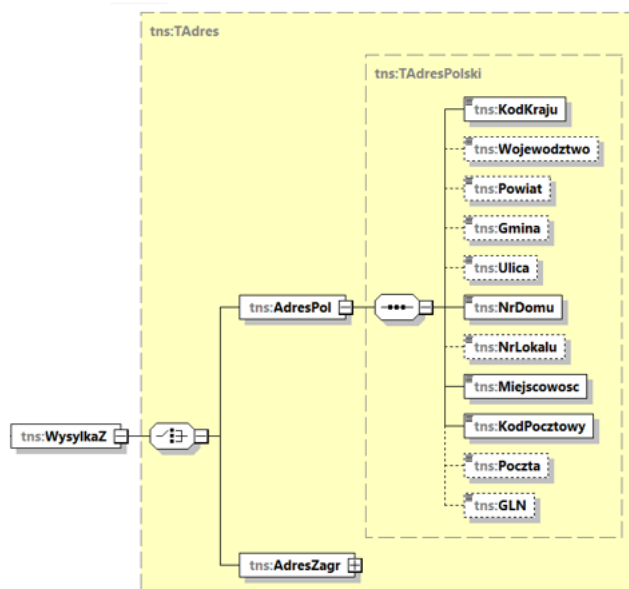 tns:TAdres
tns:TAdresPolski
tns:KodKraju
tns:Wojewodztwo
tns:Powiat
tns:Gmina
tns:Ulica
tns:AdresPol
tns:NrDomu
tns:NrLokalu
tns:Miejscowosc
tns:WysylkaZ
tns:KodPocztowy
tns:Poczta
tns:GLN
tns:AdresZagr